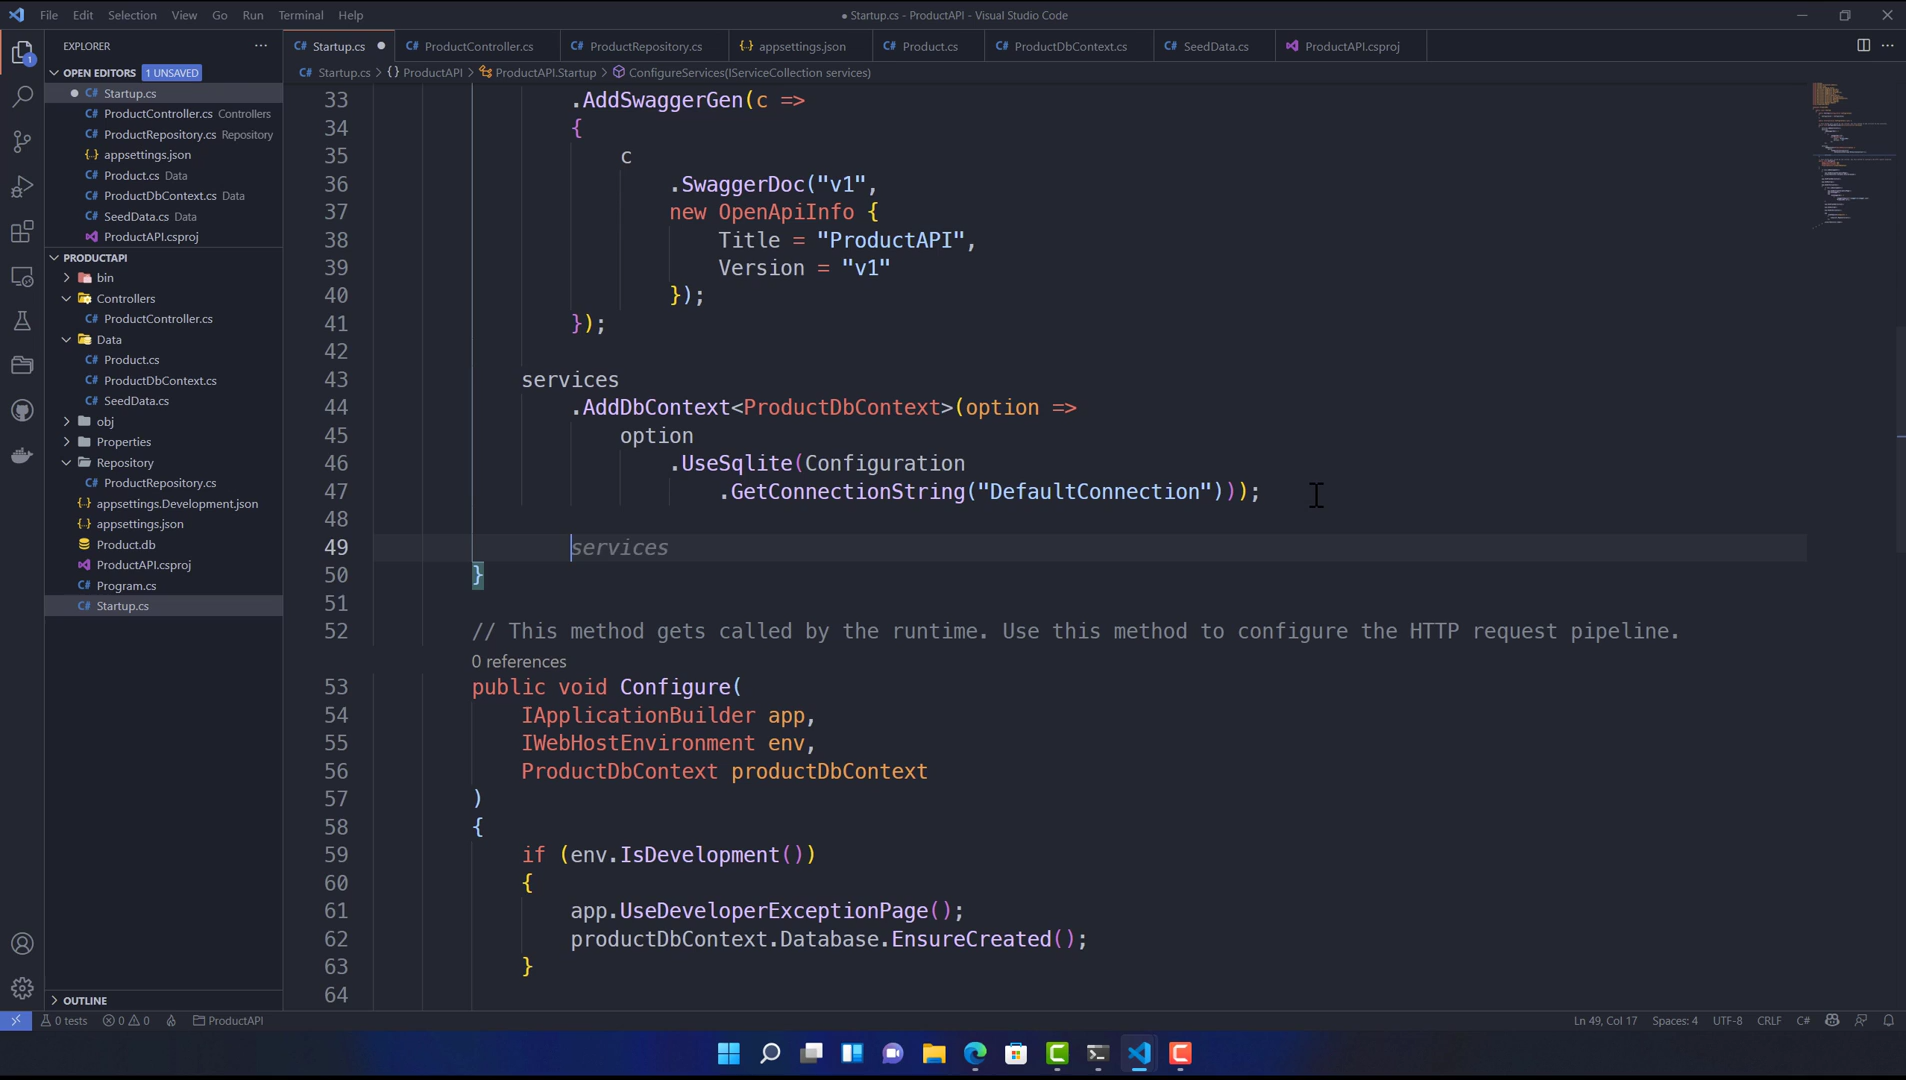 File Edit Selection View Go Run Terminal Help
● Startup.cs - ProductAPI - Visual Studio Code
EXPLORER ...
C# Startup.cs ●
C# ProductController.cs
C# ProductRepository.cs
{..} appsettings.json
C# Product.cs
C# ProductDbContext.cs
C# SeedData.cs
ProductAPI.csproj
OPEN EDITORS 1 UNSAVED
1
● C# Startup.cs
C# ProductController.cs Controllers
C# ProductRepository.cs Repository
{..} appsettings.json
C# Product.cs Data
C# ProductDbContext.cs Data
C# SeedData.cs Data
ProductAPI.csproj
PRODUCTAPI
bin
Controllers
C# ProductController.cs
Data
C# Product.cs
C# ProductDbContext.cs
C# SeedData.cs
obj
Properties
Repository
C# ProductRepository.cs
{..} appsettings.Development.json
{..} appsettings.json
Product.db
ProductAPI.csproj
C# Program.cs
C# Startup.cs
OUTLINE
C# Startup.cs > {} ProductAPI > ProductAPI.Startup > ConfigureServices(IServiceCollection services)
33 .AddSwaggerGen(c =>
34 {
35 c
36 .SwaggerDoc("v1",
37 new OpenApiInfo {
38 Title = "ProductAPI",
39 Version = "v1"
40 });
41 });
42
43 services
44 .AddDbContext<ProductDbContext>(option =>
45 option
46 .UseSqlite(Configuration
47 .GetConnectionString("DefaultConnection")));
48
49 services
50 }
51
52 // This method gets called by the runtime. Use this method to configure the HTTP request pipeline.
0 references
53 public void Configure(
54 IApplicationBuilder app,
55 IWebHostEnvironment env,
56 ProductDbContext productDbContext
57 )
58 {
59 if (env.IsDevelopment())
60 {
61 app.UseDeveloperExceptionPage();
62 productDbContext.Database.EnsureCreated();
63 }
64
0 tests 0 0 ProductAPI
Ln 49, Col 17 Spaces: 4 UTF-8 CRLF C#